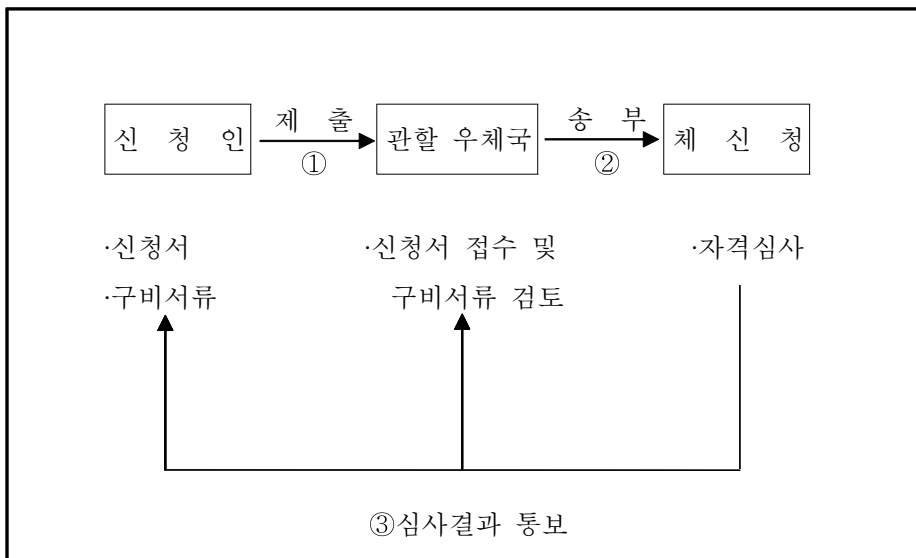 제 출
송 부
신 청 인
관할 우체국
체 신 청
①
②
·신청서
·신청서 접수 및
·자격심사
·구비서류
구비서류 검토
③심사결과 통보